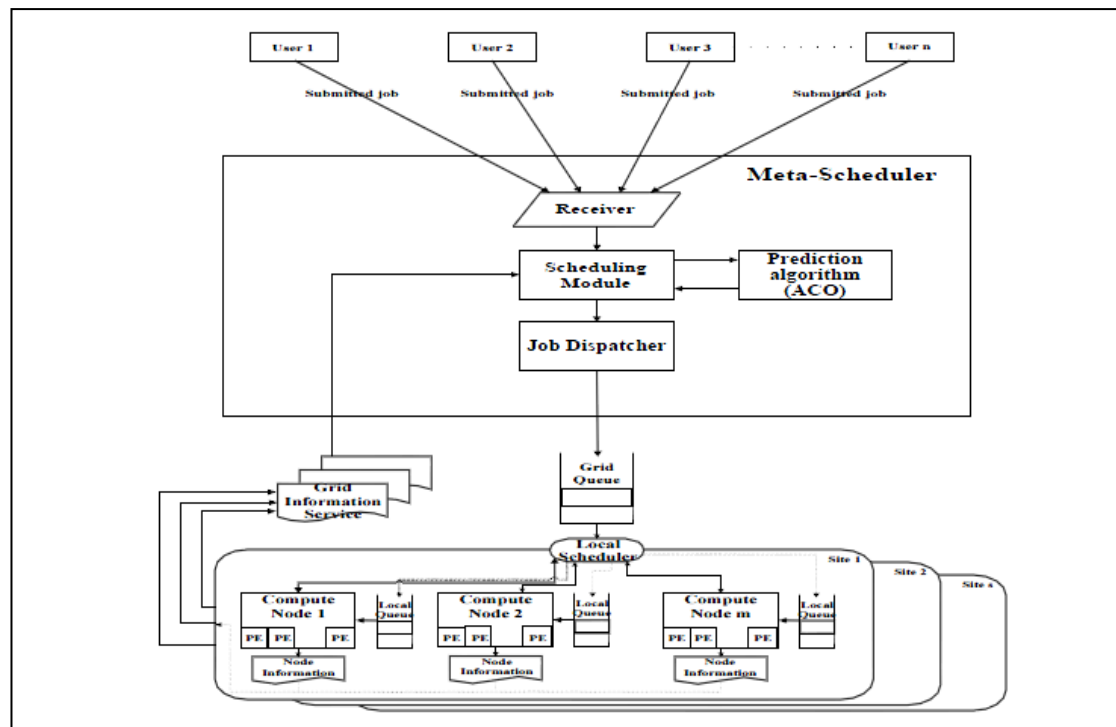 User 1
User 2
User 3
User n
Submitted job
Submitted job
Submitted job
Submitted job
Meta-Scheduler
Receiver
Scheduling
Module
Prediction
algorithm
(ACO)
Job Dispatcher
Grid
Queue
Grid
Information
Service
Local
Scheduler
Site 1
Site 2
Site s
Compute
Node 1
PE
PE
PE
Local
Queue
Compute
Node 2
PE
PE
PE
Local
Queue
Compute
Node m
PE
PE
PE
Local
Queue
Node
Information
Node
Information
Node
Information